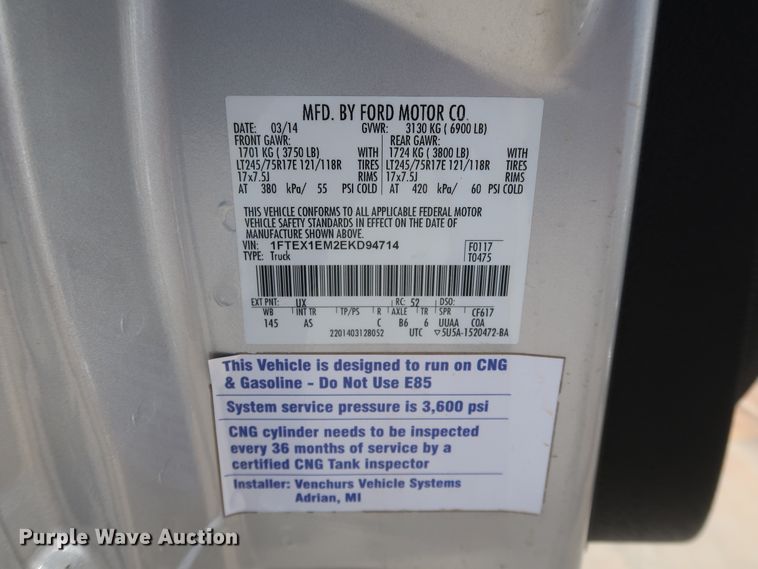 MFD. BY FORD MOTOR CO.
DATE: 03/14 GVWR: 3130 KG ( 6900 LB)
FRONT GAWR: REAR GAWR:
1701 KG ( 3750 LB) WITH 1724 KG ( 3800 LB) WITH
LT245/75R17E 121/118R TIRES LT245/75R17E 121/118R TIRES
17x7.5J RIMS 17x7.5J RIMS
AT 380 kPa/ 55 PSI COLD AT 420 kPa/ 60 PSI COLD
THIS VEHICLE CONFORMS TO ALL APPLICABLE FEDERAL MOTOR
VEHICLE SAFETY STANDARDS IN EFFECT ON THE DATE OF
MANUFACTURE SHOWN ABOVE.
VIN: 1FTEX1EM2EKD94714 F0117
TYPE: Truck T0475
EXT PNT: UX RC: 52 DSO:
WB INT TR TP/PS R AXLE TR SPR CF617
145 AS C B6 6 UUAA COA
2201403128052 UTC ▽5U5A-1520472-BA
This Vehicle is designed to run on CNG
& Gasoline - Do Not Use E85
System service pressure is 3,600 psi
CNG cylinder needs to be inspected
every 36 months of service by a
certified CNG Tank inspector
Installer: Venchurs Vehicle Systems
Adrian, MI
Purple Wave Auction